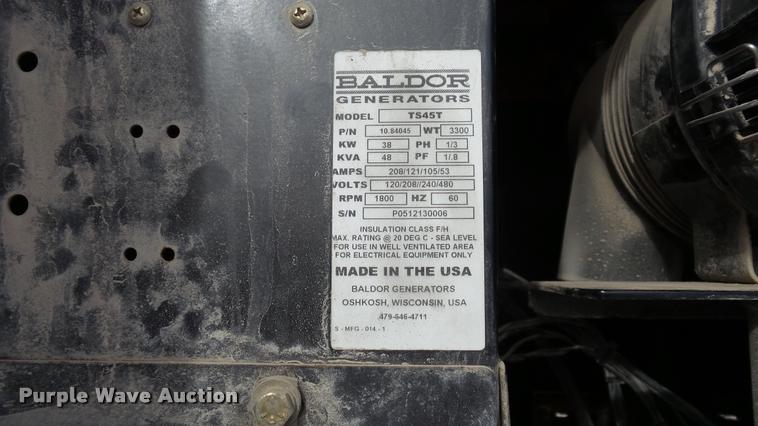 BALDOR
GENERATORS
MODEL TS45T
P/N 10.84045 WT 3300
KW 38 PH 1/3
KVA 48 PF 1/.8
AMPS 208/121/105/53
VOLTS 120/208//240/480
RPM 1800 HZ 60
S/N P0512130006
INSULATION CLASS F/H
MAX. RATING @ 20 DEG C - SEA LEVEL
FOR USE IN WELL VENTILATED AREA
FOR ELECTRICAL EQUIPMENT ONLY
MADE IN THE USA
BALDOR GENERATORS
OSHKOSH, WISCONSIN, USA
479-646-4711
S - MFG - 014 - 1
Purple Wave Auction®